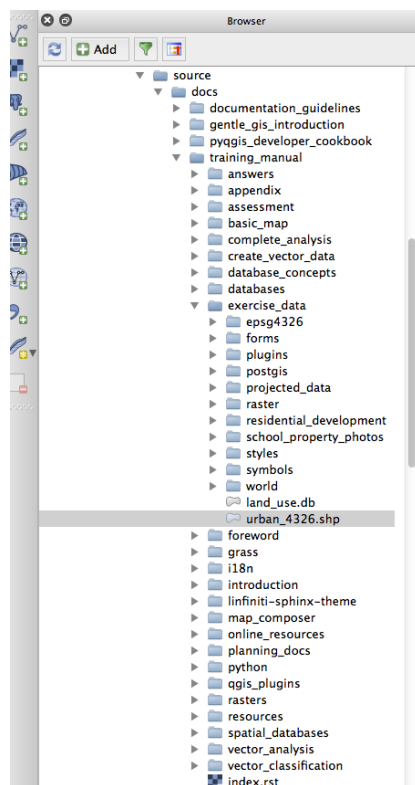 Browser
Add
source
docs
documentation_guidelines
gentle_gis_introduction
pyqgis_developer_cookbook
training_manual
answers
appendix
assessment
basic_map
complete_analysis
create_vector_data
database_concepts
databases
exercise_data
epsg4326
forms
plugins
postgis
projected_data
raster
residential_development
school_property_photos
styles
symbols
world
land_use.db
urban_4326.shp
foreword
grass
i18n
introduction
linfiniti-sphinx-theme
map_composer
online_resources
planning_docs
python
qgis_plugins
rasters
resources
spatial_databases
vector_analysis
vector_classification
index.rst